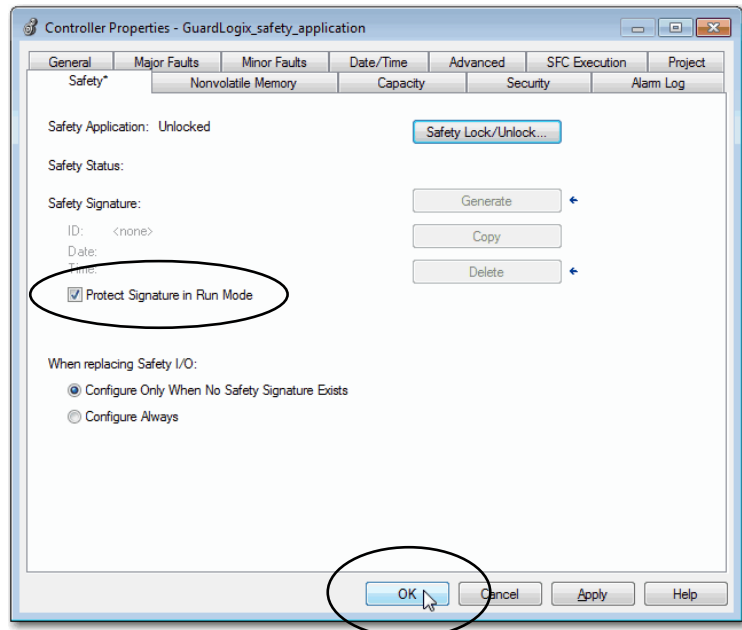 Controller Properties - GuardLogix_safety_application
General Major Faults Minor Faults Date/Time Advanced SFC Execution Project
Safety* Nonvolatile Memory Capacity Security Alarm Log
Safety Application: Unlocked Safety Lock/Unlock...
Safety Status:
Safety Signature: Generate
ID: <none> Copy
Date:
Time: Delete
Protect Signature in Run Mode
When replacing Safety I/O:
Configure Only When No Safety Signature Exists
Configure Always
OK Cancel Apply Help